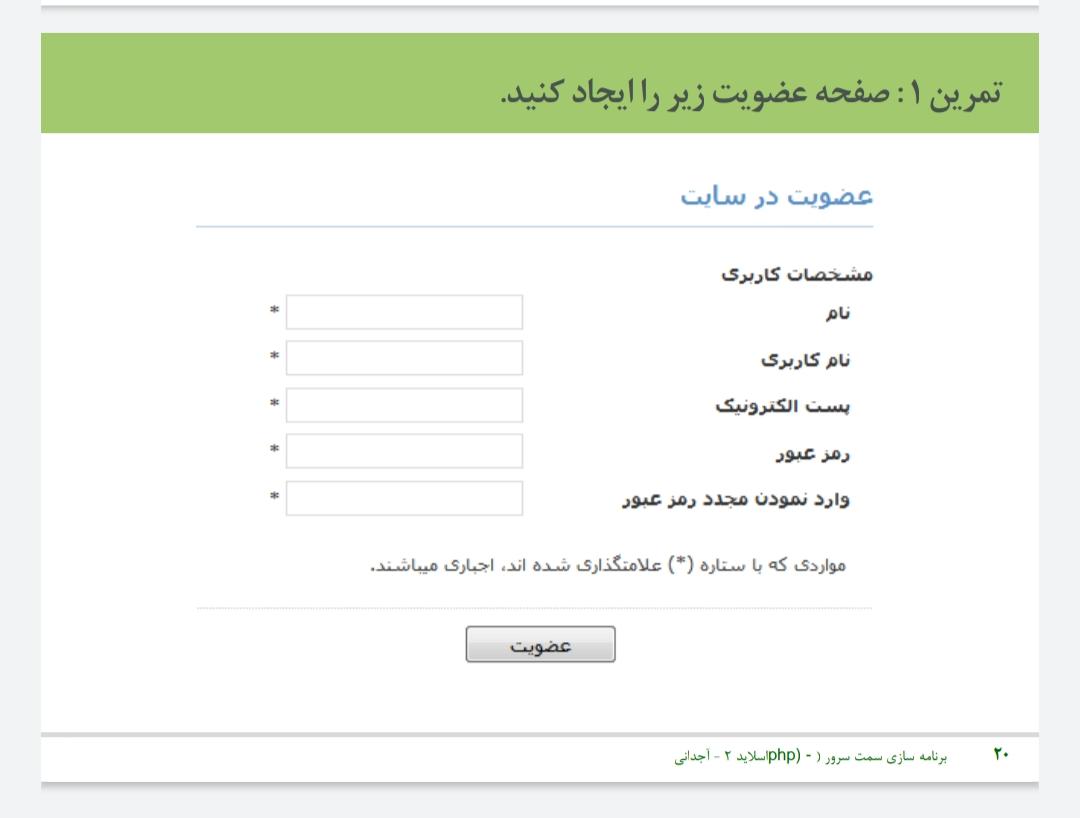 تمرین ۱: صفحه عضویت زیر را ایجاد کنید.
عضویت در سایت
مشخصات کاربری
نام *
نام کاربری *
پست الکترونیک *
رمز عبور *
وارد نمودن مجدد رمز عبور *
مواردی که با ستاره (*) علامتگذاری شده اند، اجباری میباشند.
عضویت
۲۰ برنامه سازی سمت سرور ( - (phpاسلاید ۲ - آجدانی